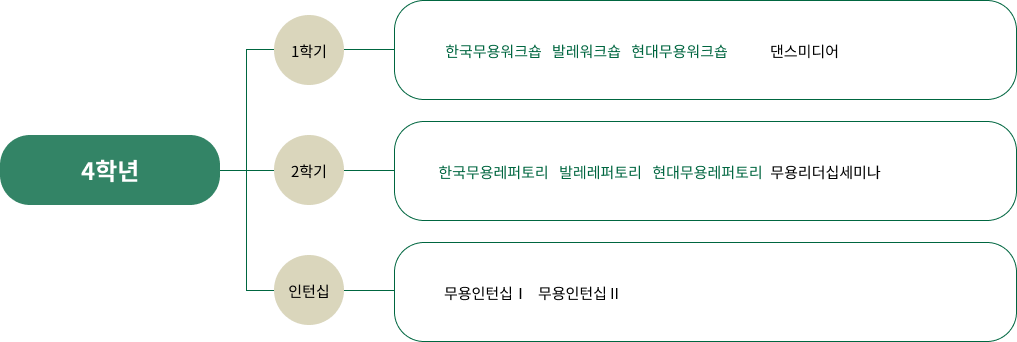 4학년
1학기
한국무용워크숍 발레워크숍 현대무용워크숍 댄스미디어
2학기
한국무용레퍼토리 발레레퍼토리 현대무용레퍼토리 무용리더십세미나
인턴십
무용인턴십Ⅰ 무용인턴십Ⅱ